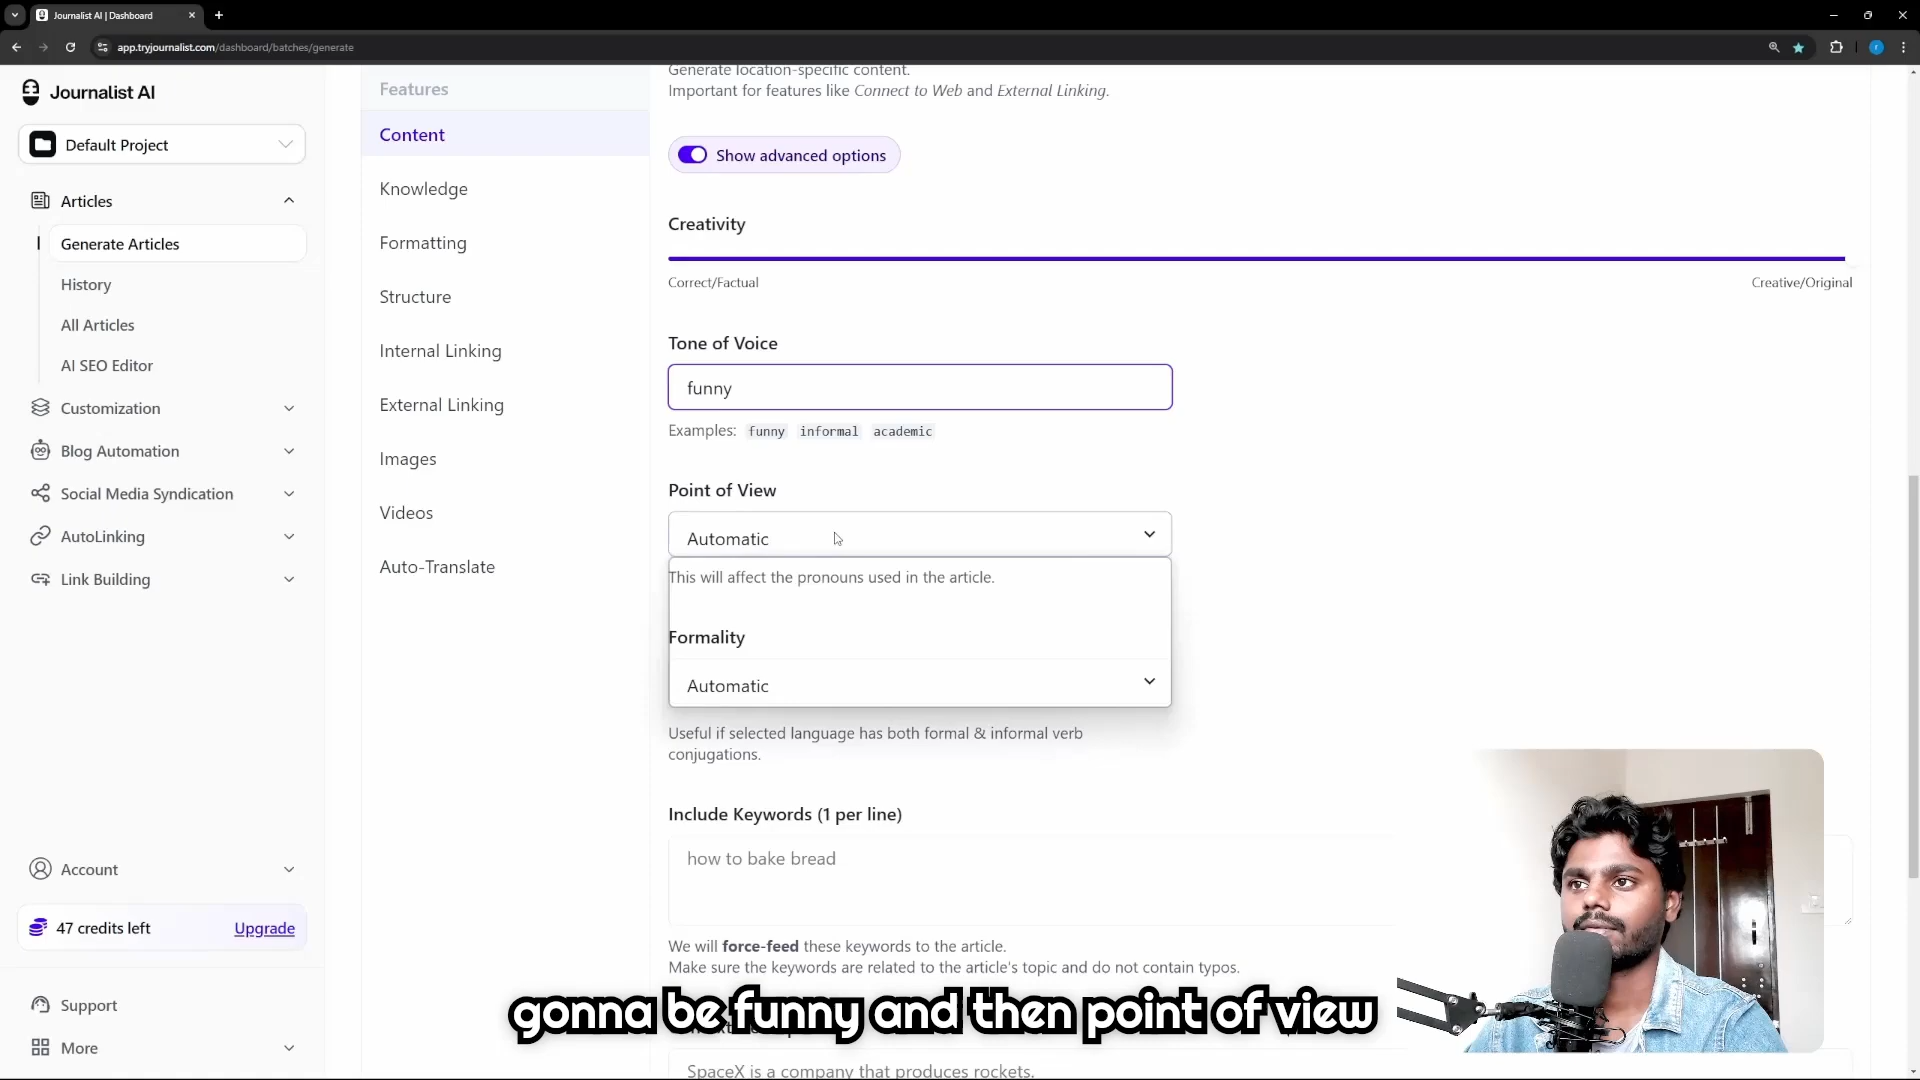 Journalist AI | Dashboard
app.tryjournalist.com/dashboard/batches/generate
Journalist AI
Default Project
Articles
Generate Articles
History
All Articles
AI SEO Editor
Customization
Blog Automation
Social Media Syndication
AutoLinking
Link Building
Account
47 credits left
Upgrade
Support
More
Features
Content
Knowledge
Formatting
Structure
Internal Linking
External Linking
Images
Videos
Auto-Translate
Generate location-specific content.
Important for features like Connect to Web and External Linking.
Show advanced options
Creativity
Correct/Factual
Creative/Original
Tone of Voice
funny
Examples: funny informal academic
Point of View
Automatic
This will affect the pronouns used in the article.
Formality
Automatic
Useful if selected language has both formal & informal verb
conjugations.
Include Keywords (1 per line)
how to bake bread
We will force-feed these keywords to the article.
Make sure the keywords are related to the article's topic and do not contain typos.
gonna be funny and then point of view
SpaceX is a company that produces rockets.